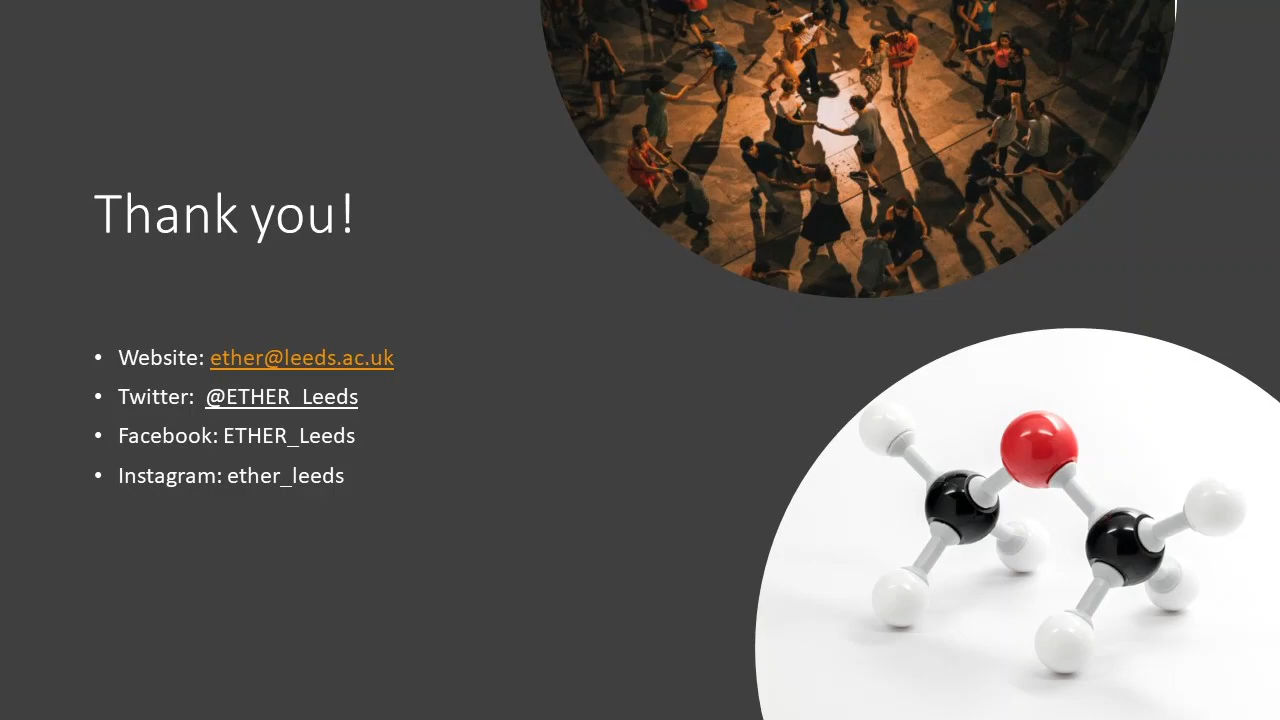 Thank you!
• Website: ether@leeds.ac.uk
• Twitter: @ETHER_Leeds
• Facebook: ETHER_Leeds
• Instagram: ether_leeds